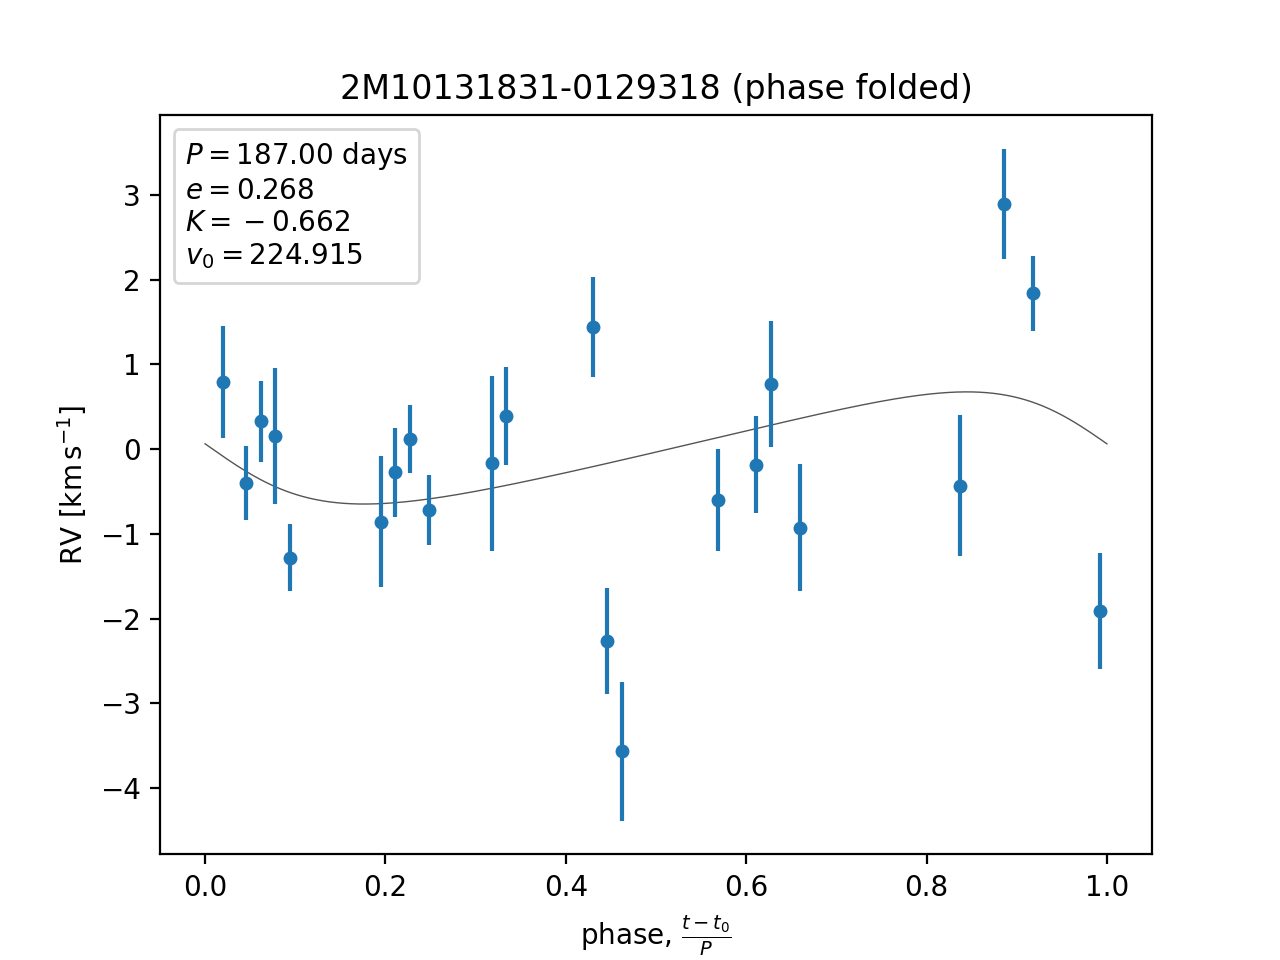 2M10131831-0129318 (phase folded)
P = 187.00 days
e = 0.268
K = −0.662
v₀ = 224.915
3
2
1
0
−1
−2
−3
−4
RV [km s⁻¹]
0.0 0.2 0.4 0.6 0.8 1.0
phase, (t − t₀)/P